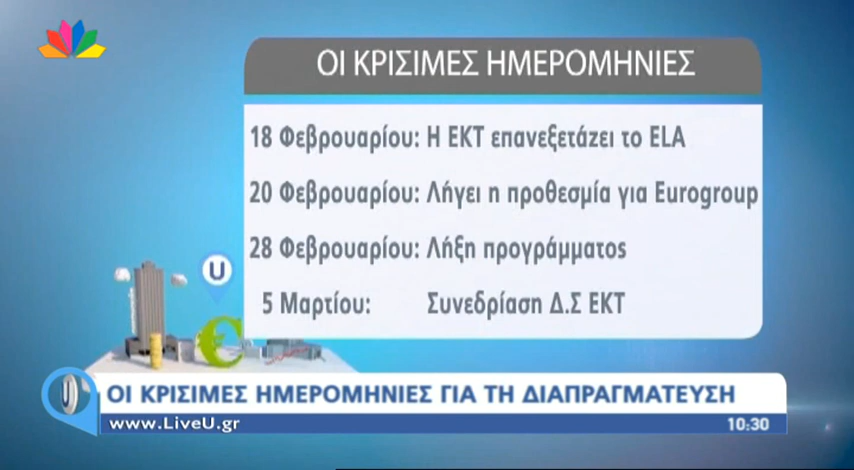 ΟΙ ΚΡΙΣΙΜΕΣ ΗΜΕΡΟΜΗΝΙΕΣ
18 Φεβρουαρίου: Η ΕΚΤ επανεξετάζει το ELA
20 Φεβρουαρίου: Λήγει η προθεσμία για Eurogroup
28 Φεβρουαρίου: Λήξη προγράμματος
5 Μαρτίου: Συνεδρίαση Δ.Σ ΕΚΤ
U
ΟΙ ΚΡΙΣΙΜΕΣ ΗΜΕΡΟΜΗΝΙΕΣ ΓΙΑ ΤΗ ΔΙΑΠΡΑΓΜΑΤΕΥΣΗ
www.LiveU.gr 10:30